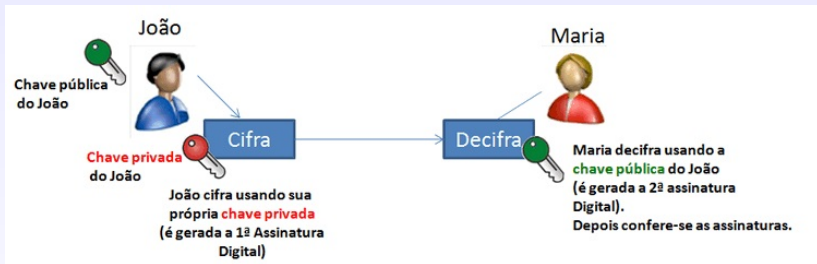 João
Maria
Chave pública
do João
Cifra
Decifra
Chave privada
do João
João cifra usando sua
própria chave privada
(é gerada a 1ª Assinatura
Digital)
Maria decifra usando a
chave pública do João
(é gerada a 2ª assinatura
Digital).
Depois confere-se as assinaturas.